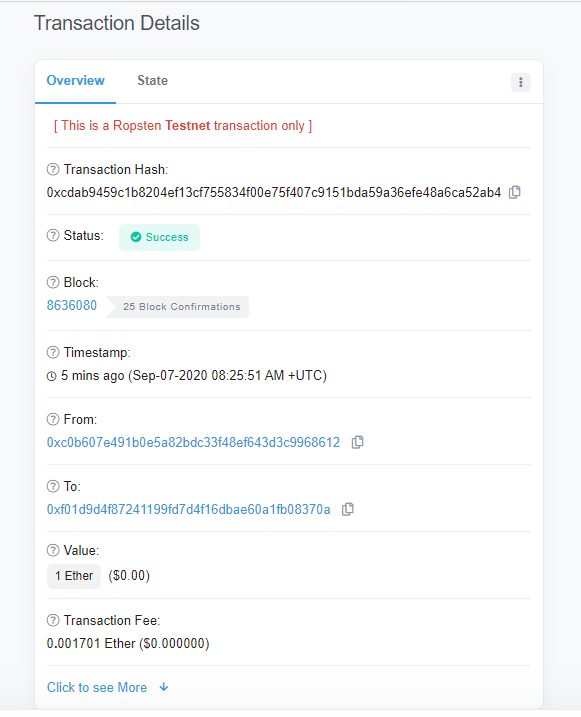 Transaction Details
Overview State
[ This is a Ropsten Testnet transaction only ]
Transaction Hash:
0xcdab9459c1b8204ef13cf755834f00e75f407c9151bda59a36efe48a6ca52ab4
Status: Success
Block:
8636080 25 Block Confirmations
Timestamp:
5 mins ago (Sep-07-2020 08:25:51 AM +UTC)
From:
0xc0b607e491b0e5a82bdc33f48ef643d3c9968612
To:
0xf01d9d4f87241199fd7d4f16dbae60a1fb08370a
Value:
1 Ether ($0.00)
Transaction Fee:
0.001701 Ether ($0.000000)
Click to see More